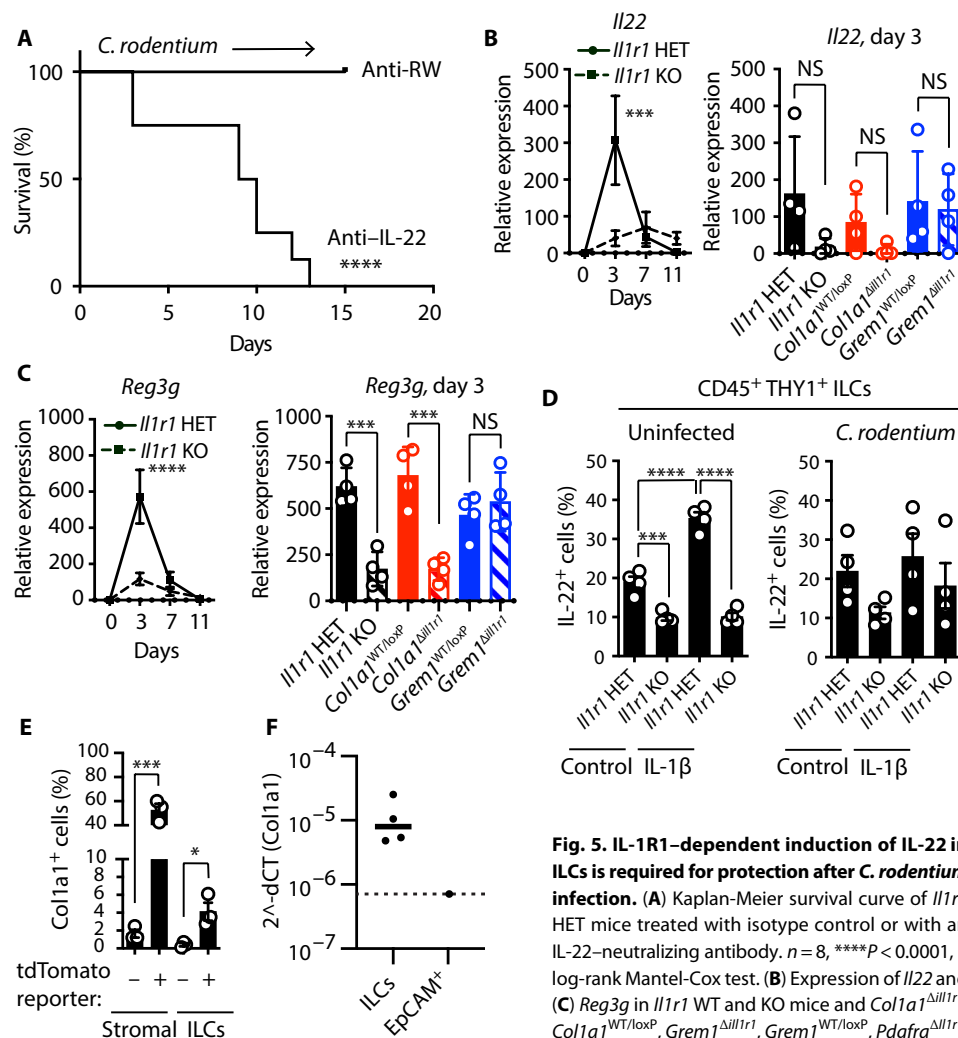 A
C. rodentium
Anti-RW
Anti–IL-22
****
Survival (%)
100
50
0
0 5 10 15 20
Days
B
Il22
Il1r1 HET
Il1r1 KO
***
Relative expression
500
400
300
200
100
0
0 3 7 11
Days
Il22, day 3
NS
NS
NS
Relative expression
500
400
300
200
100
0
Il1r1 HET
Il1r1 KO
Col1a1WT/loxP
Col1a1ΔIl1r1
Grem1WT/loxP
Grem1ΔIl1r1
C
Reg3g
Il1r1 HET
Il1r1 KO
****
Relative expression
1000
800
600
400
200
0
0 3 7 11
Days
Reg3g, day 3
***
***
NS
Relative expression
1000
750
500
250
0
Il1r1 HET
Il1r1 KO
Col1a1WT/loxP
Col1a1ΔIl1r1
Grem1WT/loxP
Grem1ΔIl1r1
D
CD45+ THY1+ ILCs
Uninfected
C. rodentium
****
****
***
IL-22+ cells (%)
50
40
30
20
10
0
Il1r1 HET
Il1r1 KO
Il1r1 HET
Il1r1 KO
Control IL-1β
IL-22+ cells (%)
50
40
30
20
10
0
Il1r1 HET
Il1r1 KO
Il1r1 HET
Il1r1 KO
Control IL-1β
E
Col1a1+ cells (%)
100
80
60
40
20
10
8
6
4
2
0
***
*
tdTomato
reporter:
– + – +
Stromal ILCs
F
2^-dCT (Col1a1)
10−4
10−5
10−6
10−7
ILCs
EpCAM+
Fig. 5. IL-1R1–dependent induction of IL-22 in
ILCs is required for protection after C. rodentium
infection. (A) Kaplan-Meier survival curve of Il1r1
HET mice treated with isotype control or with an
IL-22–neutralizing antibody. n = 8, ****P < 0.0001,
log-rank Mantel-Cox test. (B) Expression of Il22 and
(C) Reg3g in Il1r1 WT and KO mice and Col1a1ΔIl1r1
Col1a1WT/loxP, Grem1ΔIl1r1, Grem1WT/loxP, PdgfraΔIl1r1